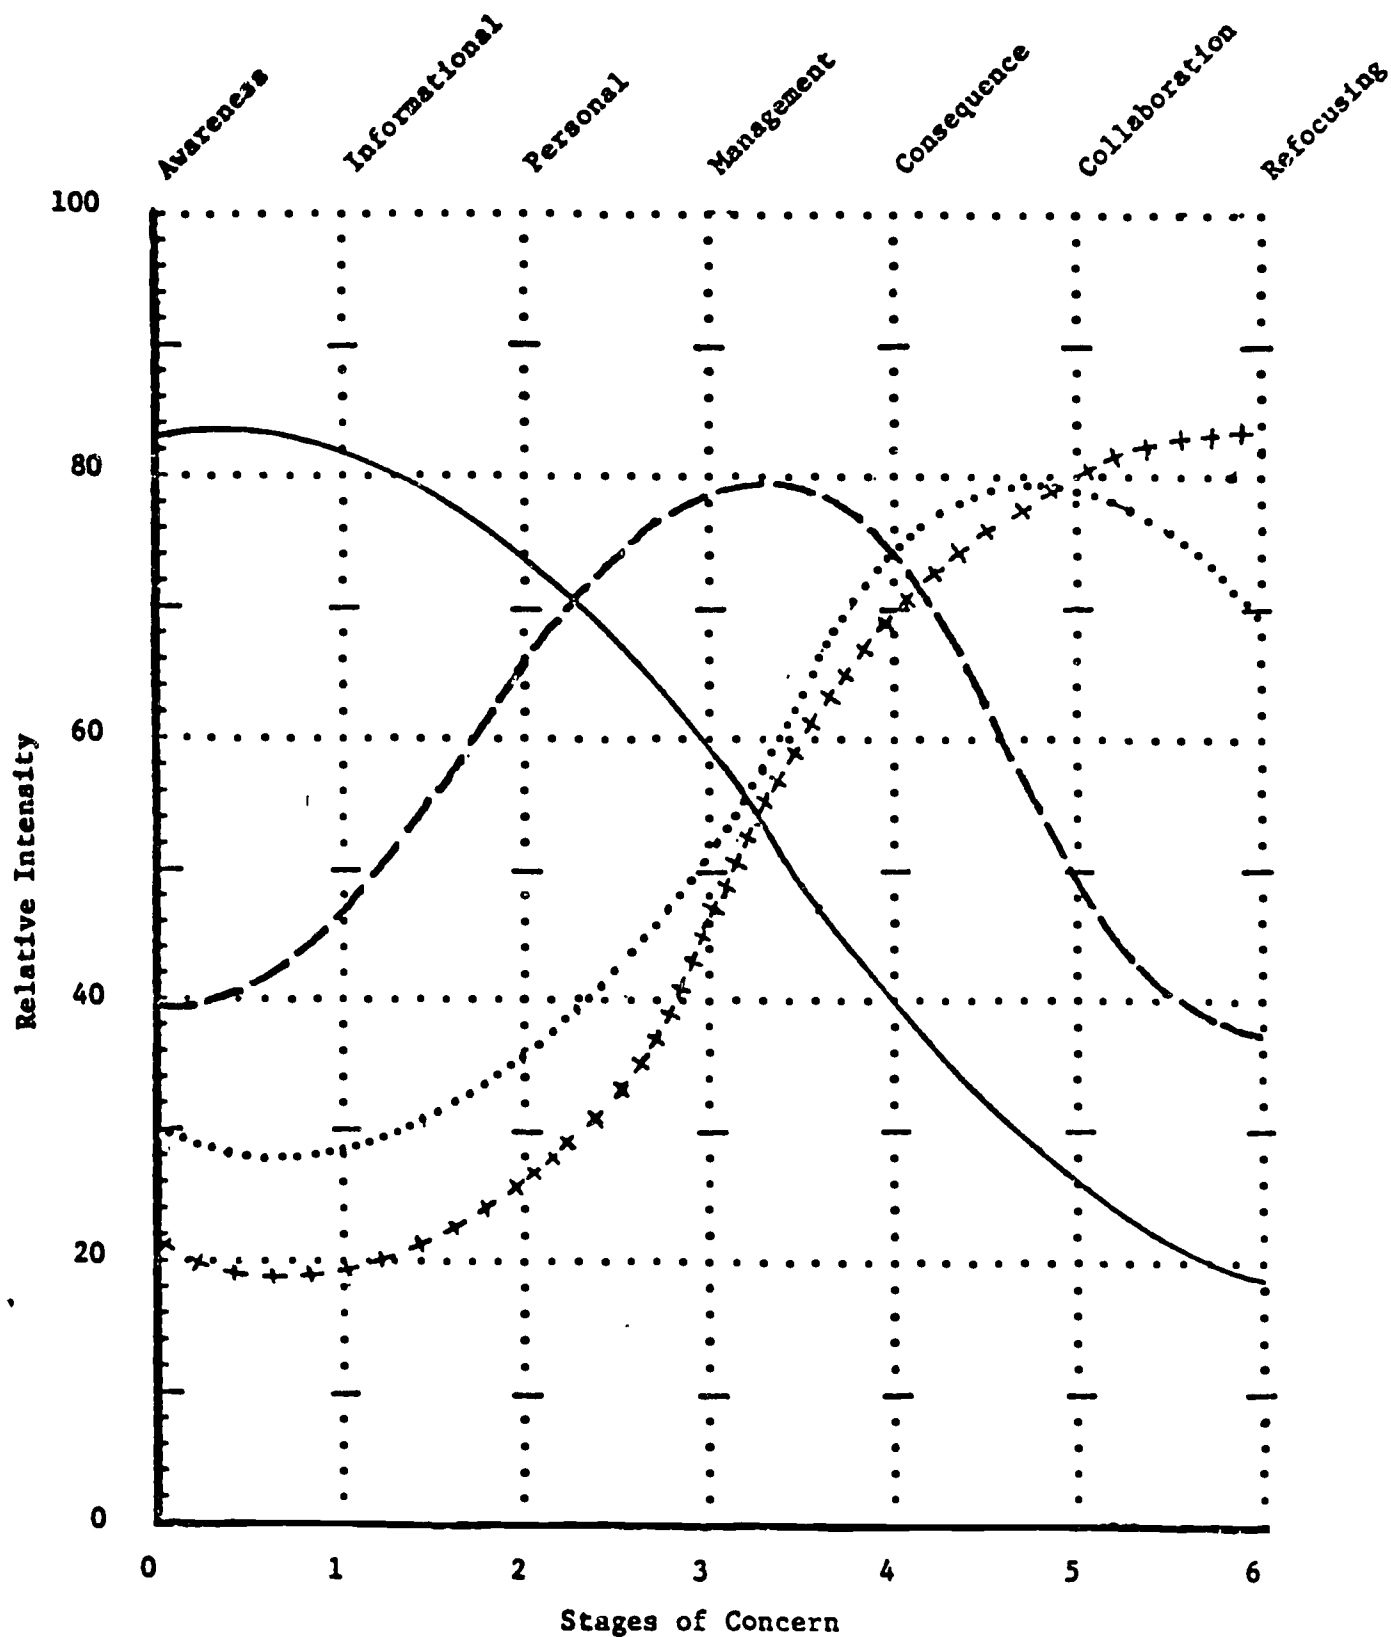 Awareness
Informational
Personal
Management
Consequence
Collaboration
Refocusing
100
80
60
40
20
0
Relative Intensity
0 1 2 3 4 5 6
Stages of Concern